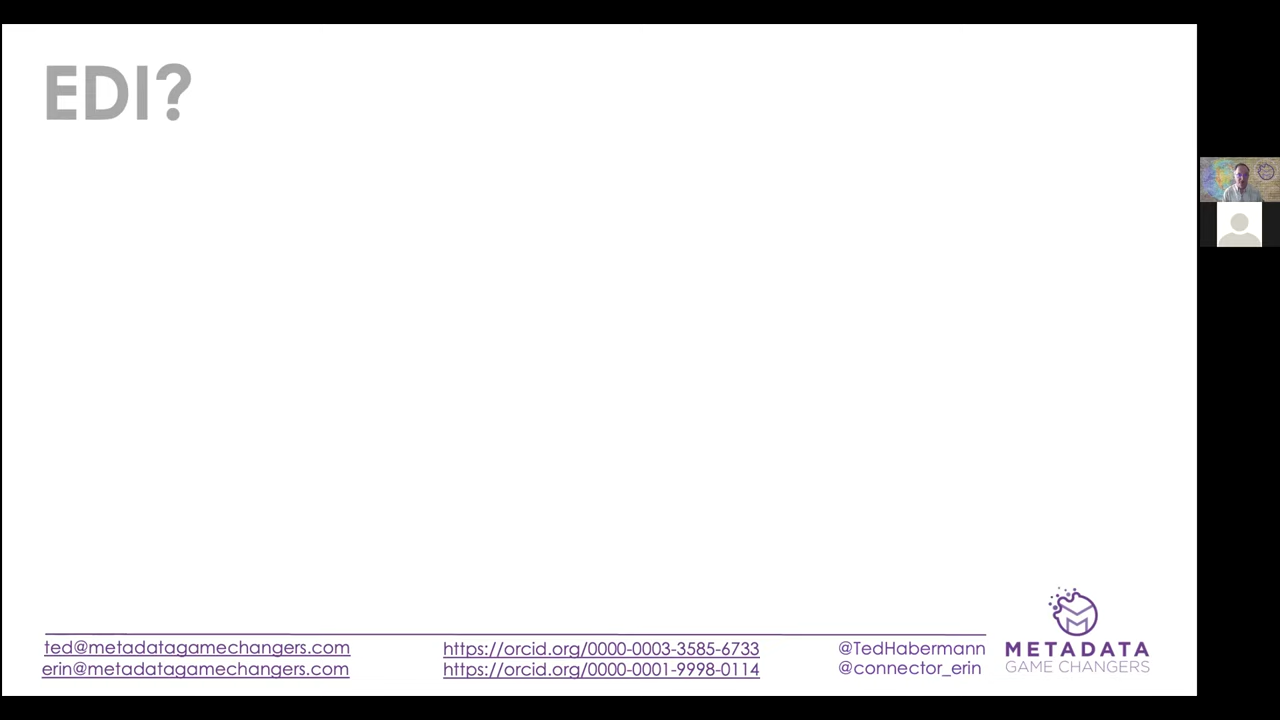 EDI?
ted@metadatagamechangers.com
erin@metadatagamechangers.com
https://orcid.org/0000-0003-3585-6733
https://orcid.org/0000-0001-9998-0114
@TedHabermann
@connector_erin
METADATA
GAME CHANGERS